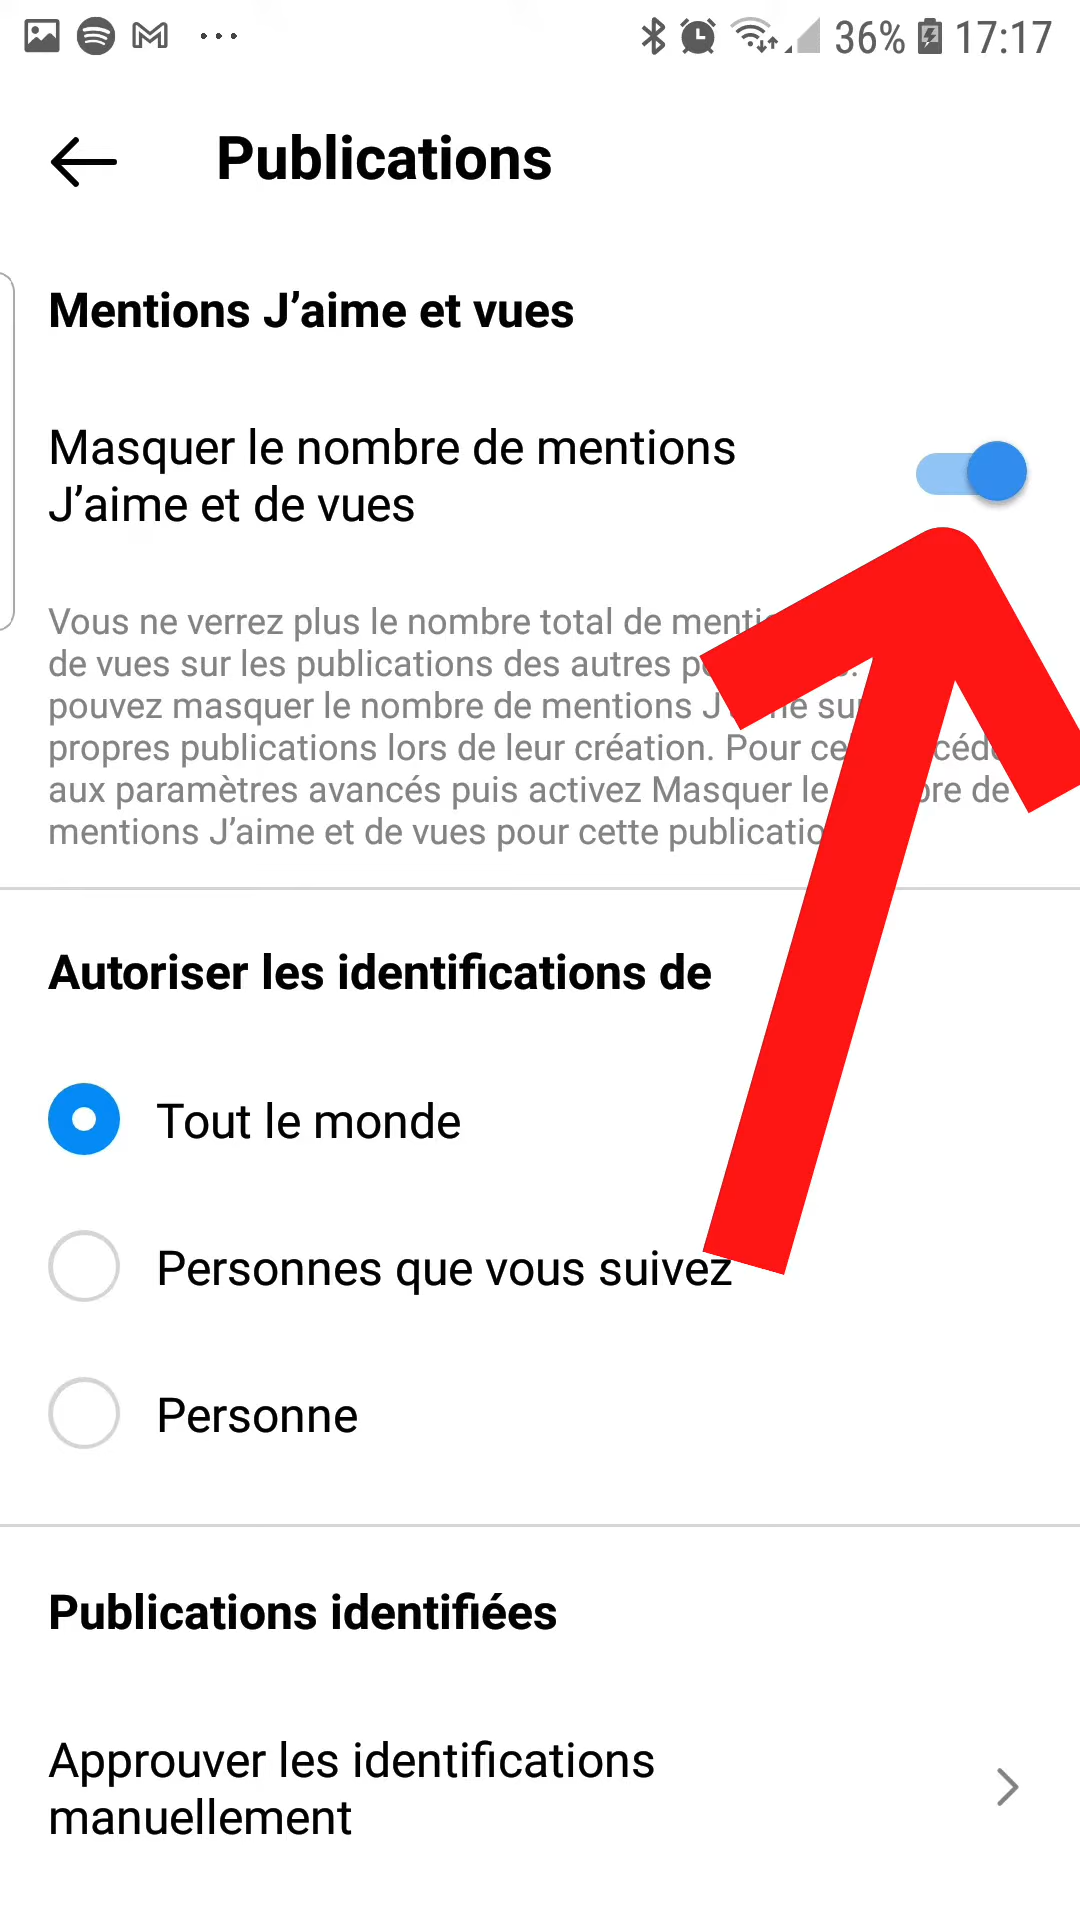 36% 17:17
Publications
Mentions J’aime et vues
Masquer le nombre de mentions
J’aime et de vues
Vous ne verrez plus le nombre total de
de vues sur les publications des autres
pouvez masquer le nombre de mentions
propres publications lors de leur création. Pour
aux paramètres avancés puis activez Masquer le de
mentions J’aime et de vues pour cette
Autoriser les identifications de
Tout le monde
Personnes que vous suivez
Personne
Publications identifiées
Approuver les identifications
manuellement